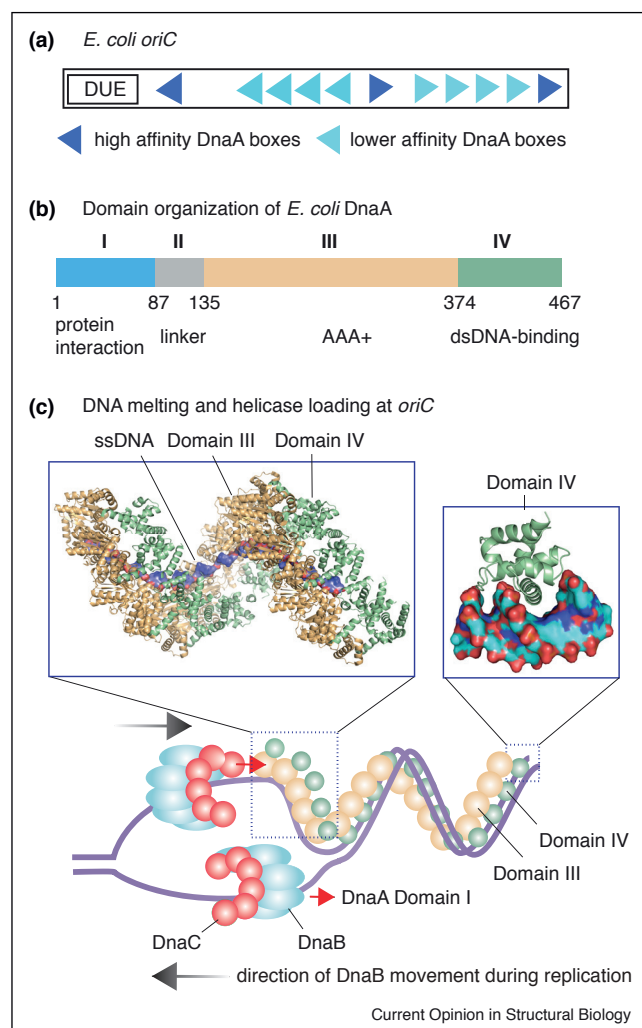 (a) E. coli oriC
DUE
high affinity DnaA boxes
lower affinity DnaA boxes
(b) Domain organization of E. coli DnaA
I II III IV
1 87 135 374 467
protein
interaction
linker
AAA+
dsDNA-binding
(c) DNA melting and helicase loading at oriC
ssDNA Domain III Domain IV
Domain IV
Domain IV
Domain III
DnaA Domain I
DnaC DnaB
direction of DnaB movement during replication
Current Opinion in Structural Biology